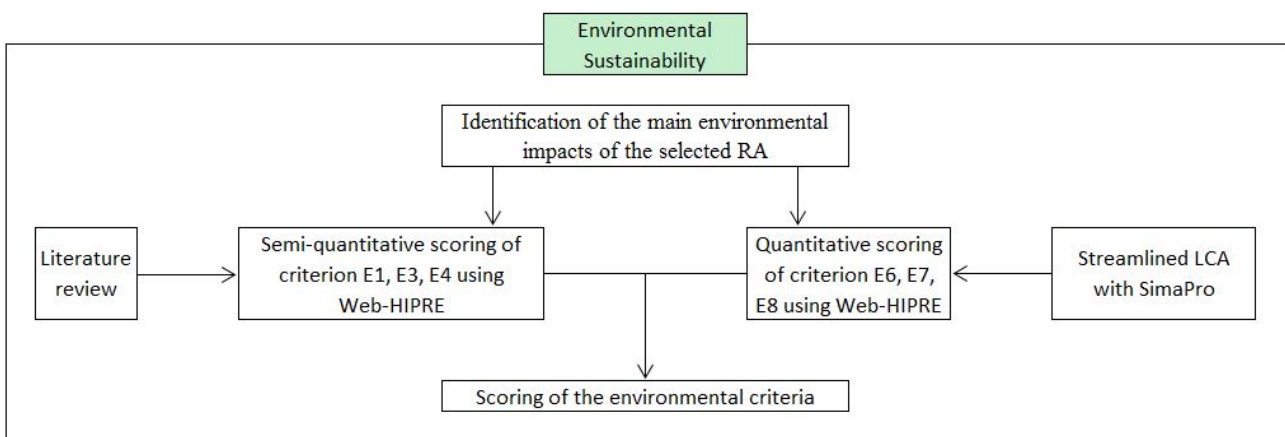 Environmental
Sustainability
Identification of the main environmental
impacts of the selected RA
Literature
review
Semi-quantitative scoring of
criterion E1, E3, E4 using
Web-HIPRE
Quantitative scoring
of criterion E6, E7,
E8 using Web-HIPRE
Streamlined LCA
with SimaPro
Scoring of the environmental criteria